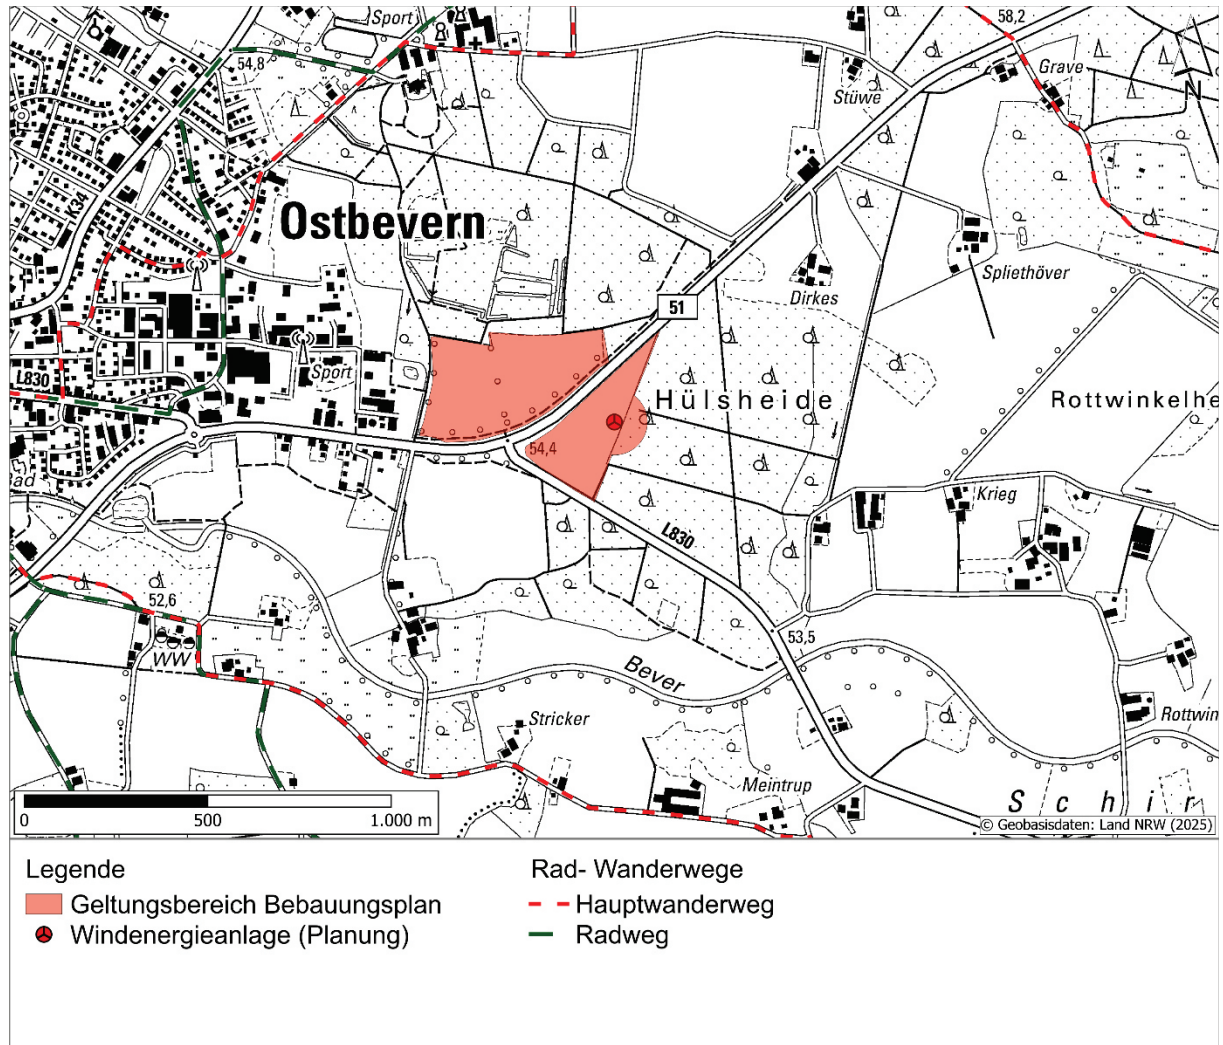 Sport
58,2
54,8
Grave
Stüwe
N
K34
Ostbevern
Spliethöver
Dirkes
51
Sport
L830
Hülsheide
Rottwinkelhe
54,4
ad
Krieg
L830
52,6
53,5
WW
Bever
Stricker
Rottwin
Meintrup
Schir
0 500 1.000 m
© Geobasisdaten: Land NRW (2025)
Legende
Geltungsbereich Bebauungsplan
Windenergieanlage (Planung)
Rad- Wanderwege
Hauptwanderweg
Radweg